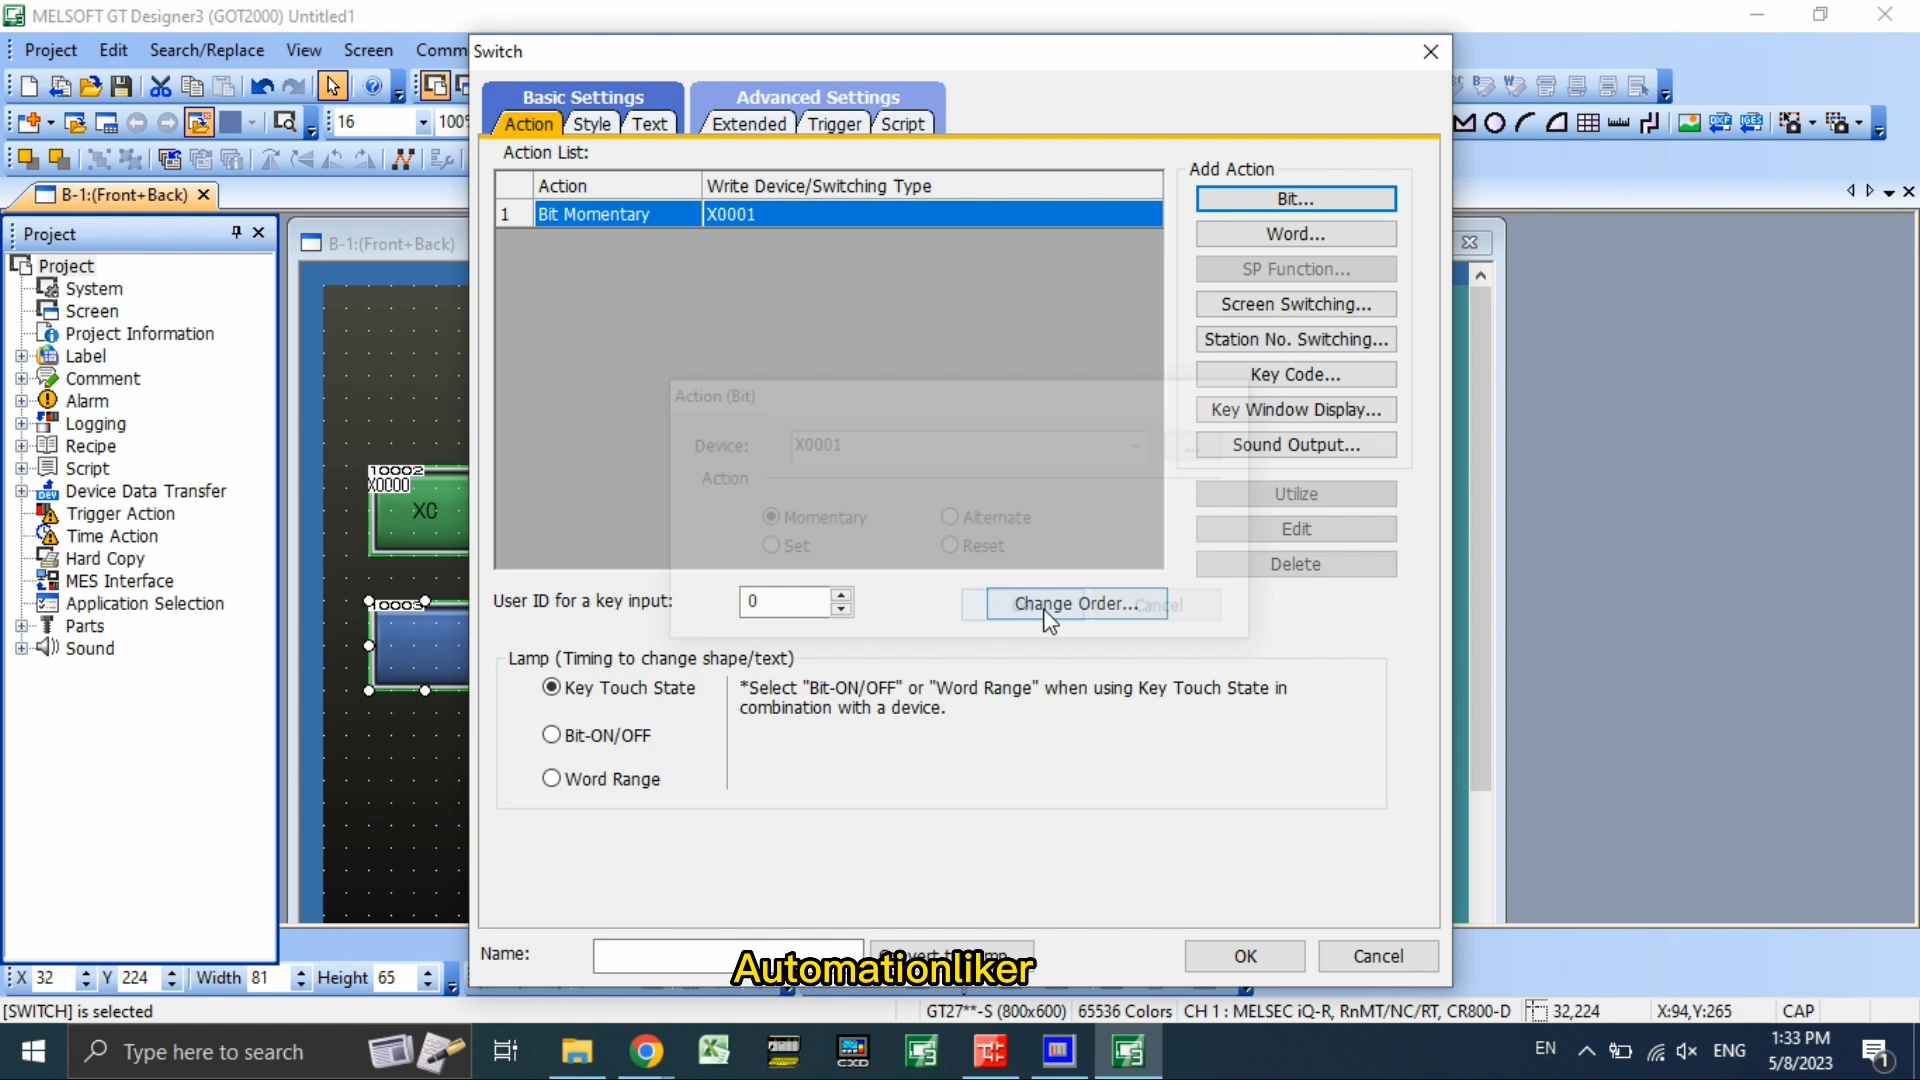 MELSOFT GT Designer3 (GOT2000) Untitled1
Project Edit Search/Replace View Screen Comm
16 100%
B-1:(Front+Back)
Project
Project
System
Screen
Project Information
Label
Comment
Alarm
Logging
Recipe
Script
Device Data Transfer
Trigger Action
Time Action
Hard Copy
MES Interface
Application Selection
Parts
Sound
B-1:(Front+Back)
10002
X0000
X0
10003
Switch
Basic Settings Advanced Settings
Action Style Text Extended Trigger Script
Action List:
Action Write Device/Switching Type
1 Bit Momentary X0001
Add Action
Bit...
Word...
SP Function...
Screen Switching...
Station No. Switching...
Key Code...
Key Window Display...
Sound Output...
Utilize
Edit
Delete
Action (Bit)
Device: X0001 ...
Action
Momentary Alternate
Set Reset
User ID for a key input: 0 Change Order... Cancel
Lamp (Timing to change shape/text)
Key Touch State
Bit-ON/OFF
Word Range
*Select "Bit-ON/OFF" or "Word Range" when using Key Touch State in
combination with a device.
Name: OK Cancel
Automationliker
X 32 Y 224 Width 81 Height 65
[SWITCH] is selected GT27**-S (800x600) 65536 Colors CH 1 : MELSEC iQ-R, RnMT/NC/RT, CR800-D 32,224 X:94,Y:265 CAP
Type here to search
EN ENG
1:33 PM
5/8/2023
1